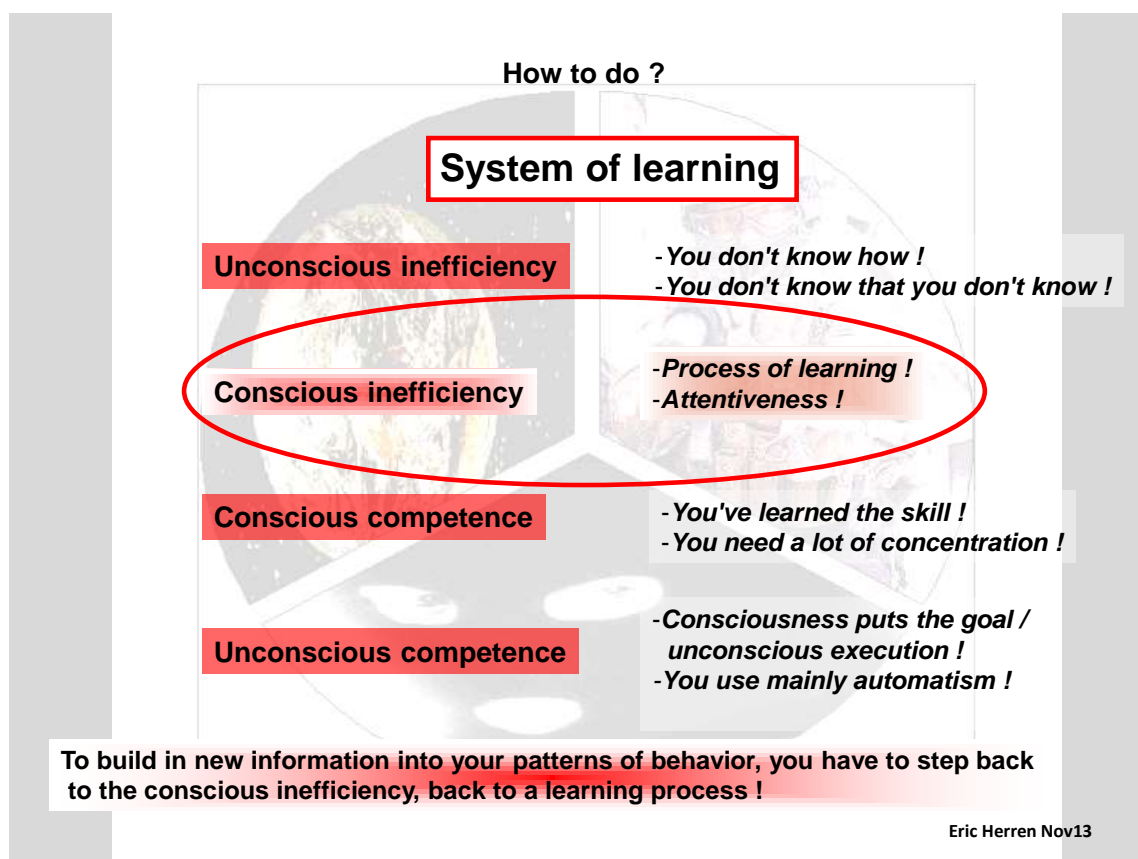 How to do ?
System of learning
Unconscious inefficiency
-You don't know how !
-You don't know that you don't know !
Conscious inefficiency
-Process of learning !
-Attentiveness !
Conscious competence
-You've learned the skill !
-You need a lot of concentration !
Unconscious competence
-Consciousness puts the goal /
unconscious execution !
-You use mainly automatism !
To build in new information into your patterns of behavior, you have to step back
to the conscious inefficiency, back to a learning process !
Eric Herren Nov13